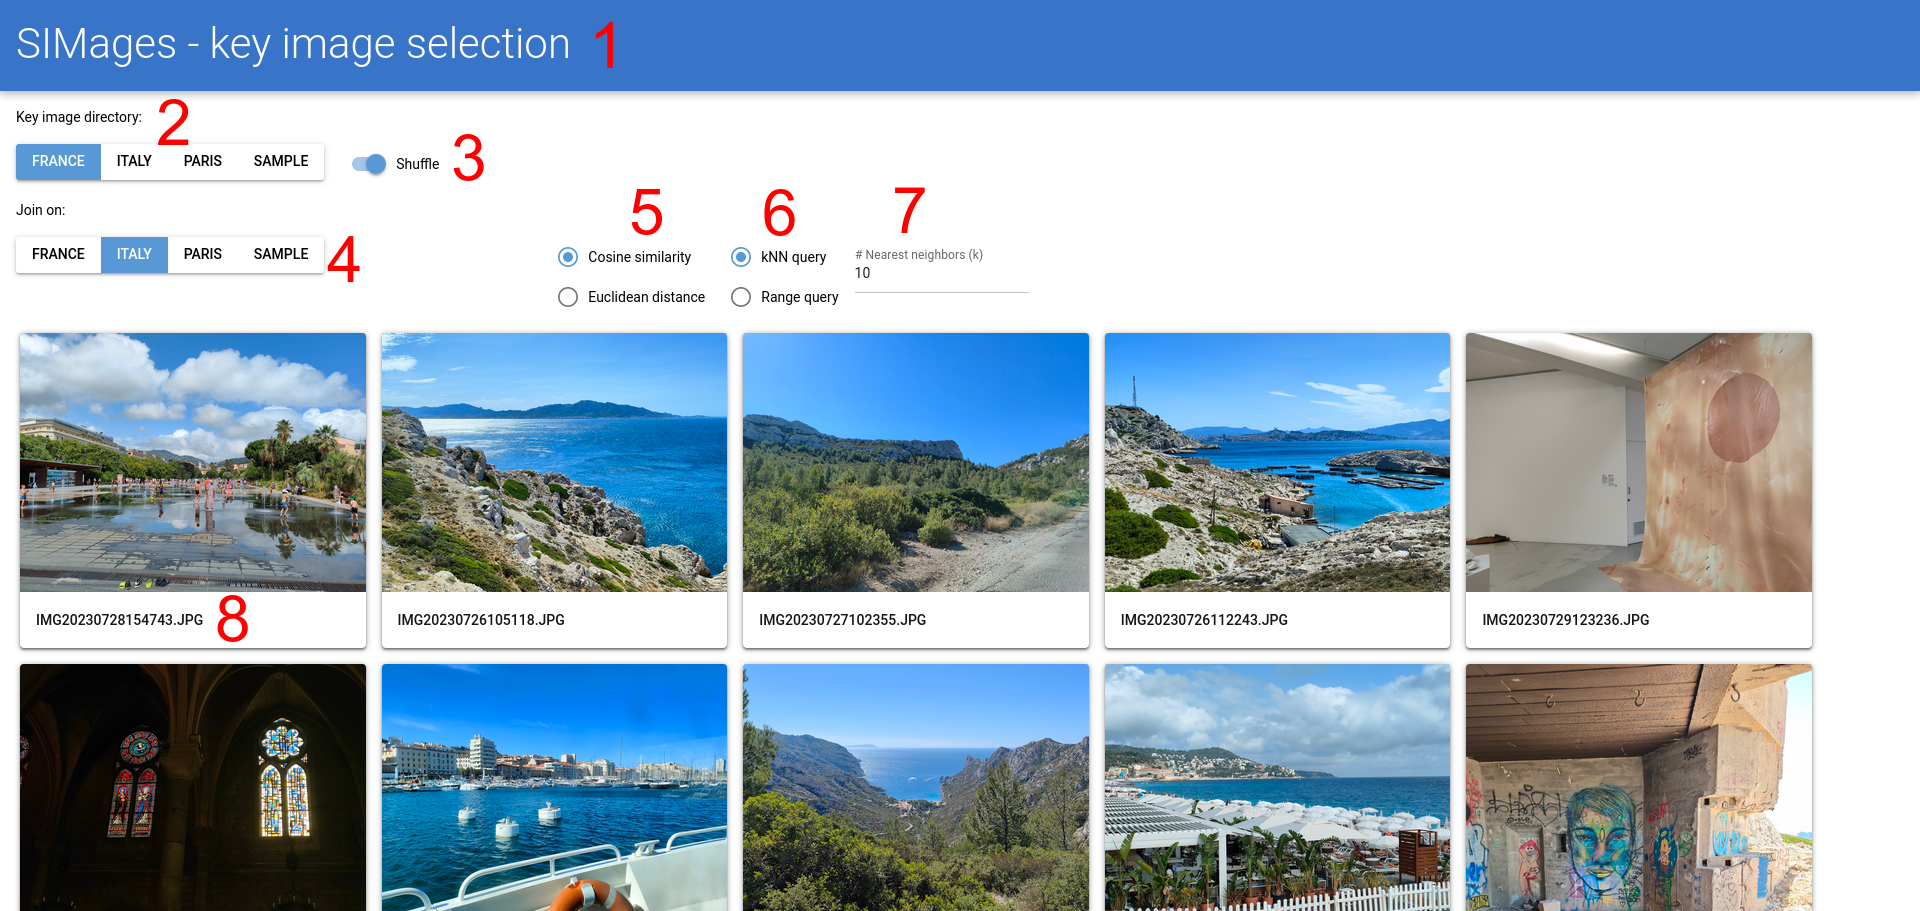 SIMages - key image selection 1
Key image directory: 2
FRANCE ITALY PARIS SAMPLE
Shuffle 3
Join on:
FRANCE ITALY PARIS SAMPLE 4
5 6 7
Cosine similarity
Euclidean distance
kNN query
Range query
# Nearest neighbors (k)
10
IMG20230728154743.JPG 8
IMG20230726105118.JPG
IMG20230727102355.JPG
IMG20230726112243.JPG
IMG20230729123236.JPG